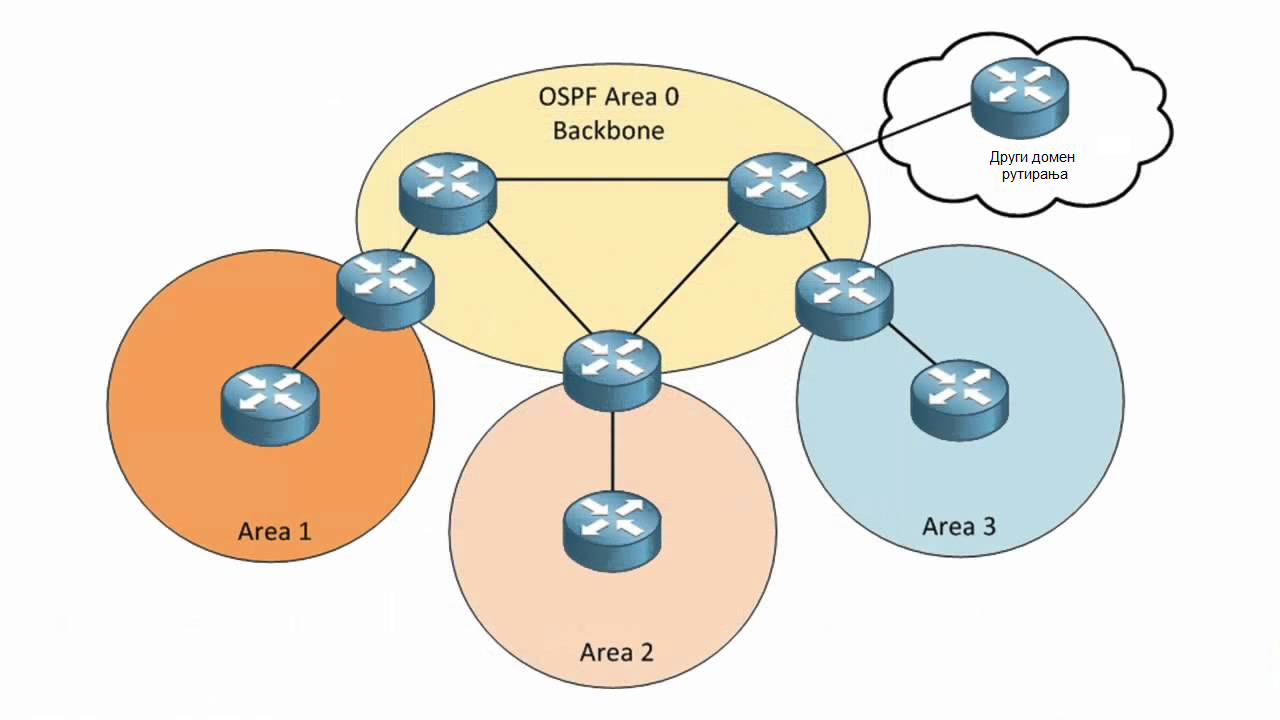 OSPF Area 0
Backbone
Други домен
рутирања
Area 1
Area 2
Area 3